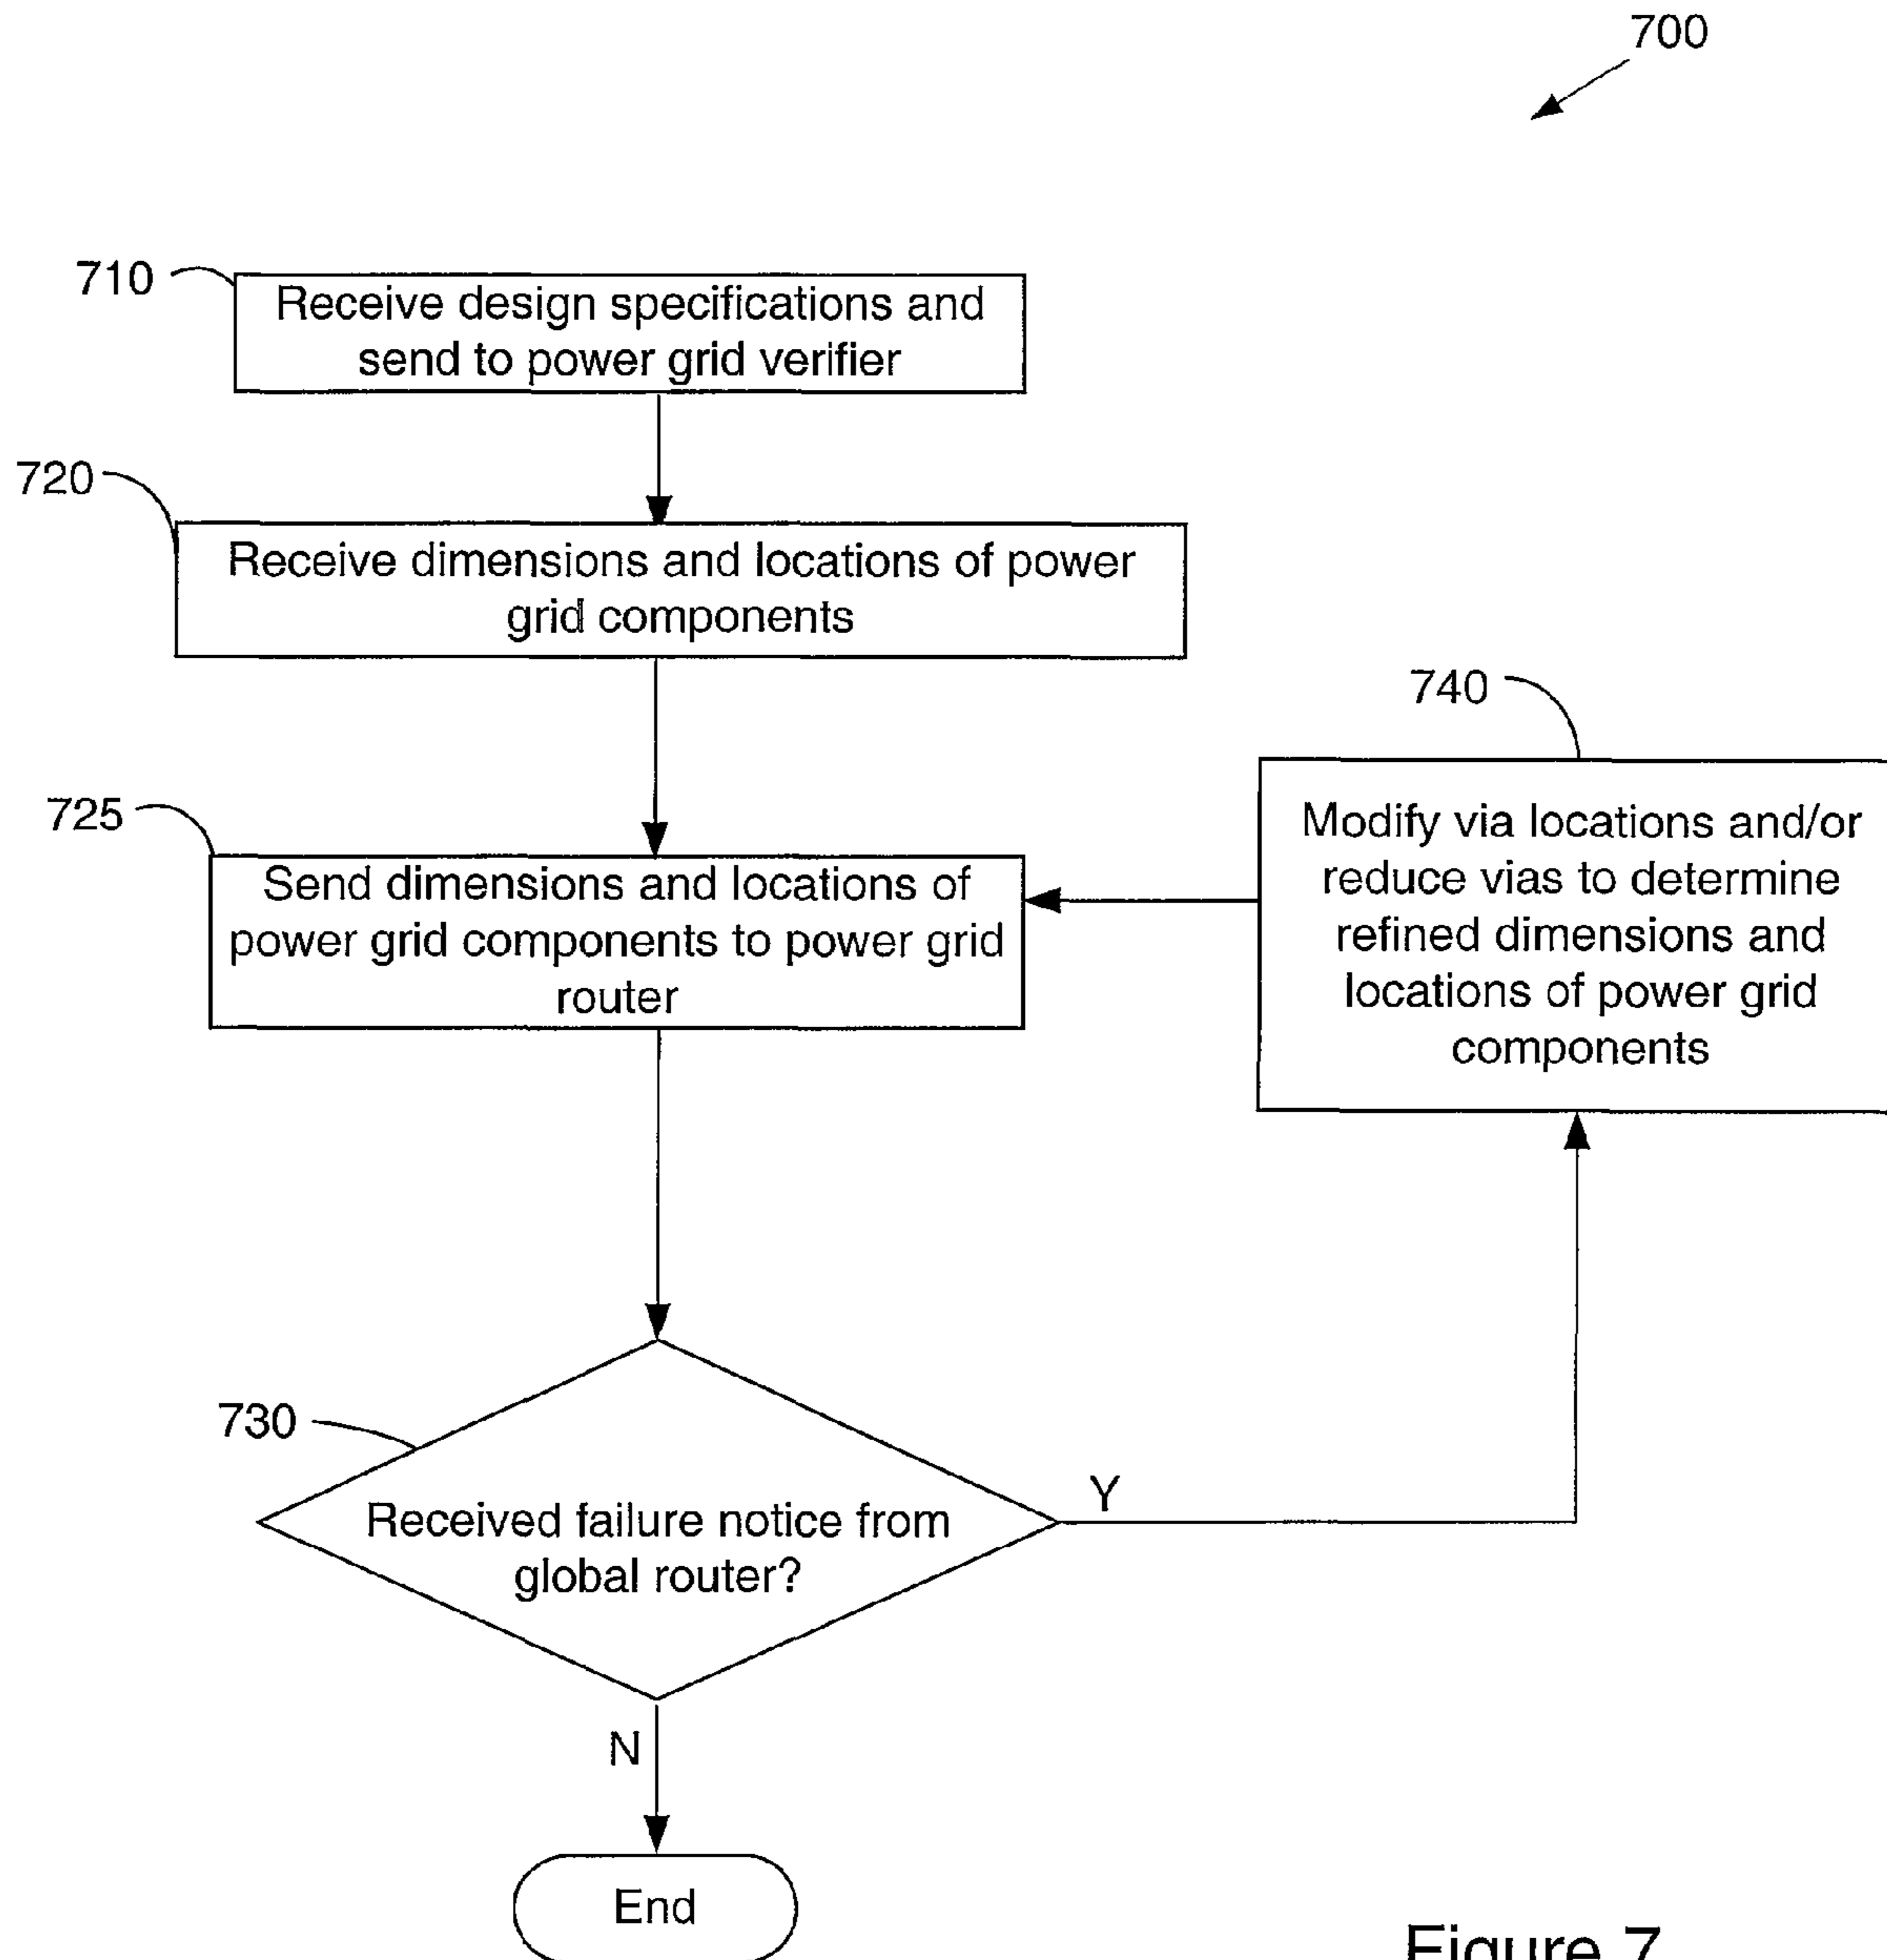 700
710
Receive design specifications and
send to power grid verifier
720
Receive dimensions and locations of power
grid components
740
Modify via locations and/or
reduce vias to determine
refined dimensions and
locations of power grid
components
725
Send dimensions and locations of
power grid components to power grid
router
730
Received failure notice from
global router?
Y
N
End
Figure 7